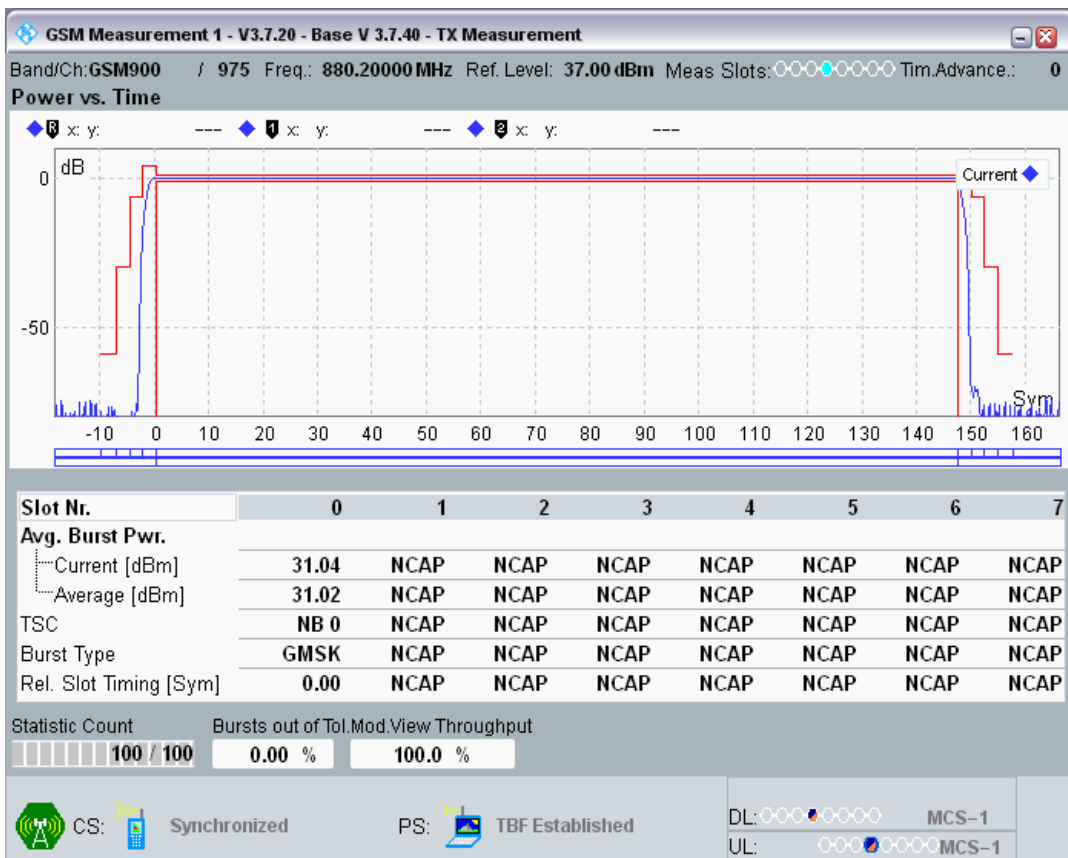 GSM Measurement 1 - V3.7.20 - Base V 3.7.40 - TX Measurement
Band/Ch:GSM900 / 975 Freq.: 880.20000 MHz Ref. Level: 37.00 dBm Meas Slots: Tim.Advance.: 0
Power vs. Time
R x: y: --- 1 x: y: --- 2 x: y: ---
dB
Current
0
-50
Sym
-10 0 10 20 30 40 50 60 70 80 90 100 110 120 130 140 150 160
Slot Nr. 0 1 2 3 4 5 6 7
Avg. Burst Pwr.
Current [dBm] 31.04 NCAP NCAP NCAP NCAP NCAP NCAP NCAP
Average [dBm] 31.02 NCAP NCAP NCAP NCAP NCAP NCAP NCAP
TSC NB 0 NCAP NCAP NCAP NCAP NCAP NCAP NCAP
Burst Type GMSK NCAP NCAP NCAP NCAP NCAP NCAP NCAP
Rel. Slot Timing [Sym] 0.00 NCAP NCAP NCAP NCAP NCAP NCAP NCAP
Statistic Count Bursts out of Tol.Mod.View Throughput
100 / 100 0.00 % 100.0 %
CS: Synchronized PS: TBF Established DL: MCS-1
UL: MCS-1